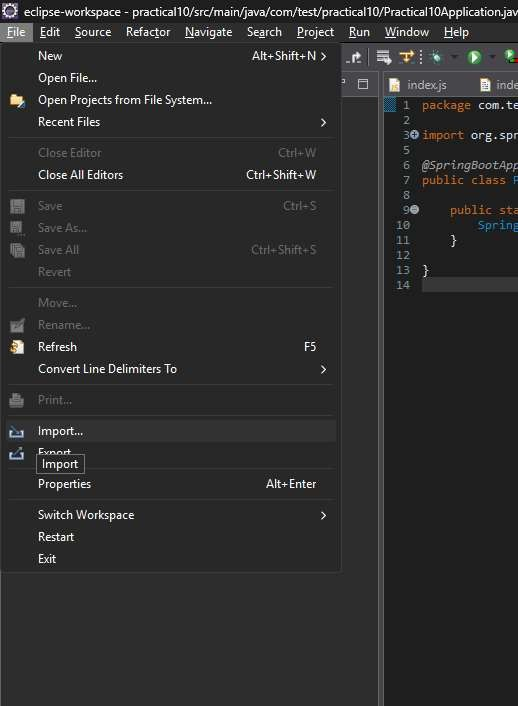 eclipse-workspace - practical10/src/main/java/com/test/practical10/Practical10Application.jav
File Edit Source Refactor Navigate Search Project Run Window Help
New Alt+Shift+N
Open File...
Open Projects from File System...
Recent Files
Close Editor Ctrl+W
Close All Editors Ctrl+Shift+W
Save Ctrl+S
Save As...
Save All Ctrl+Shift+S
Revert
Move...
Rename...
Refresh F5
Convert Line Delimiters To
Print...
Import...
Export
Import
Properties Alt+Enter
Switch Workspace
Restart
Exit
index.js inde
1 package com.te
2
3 import org.spr
5
6 @SpringBootApp
7 public class P
8
9 public sta
10 Spring
11 }
12
13 }
14